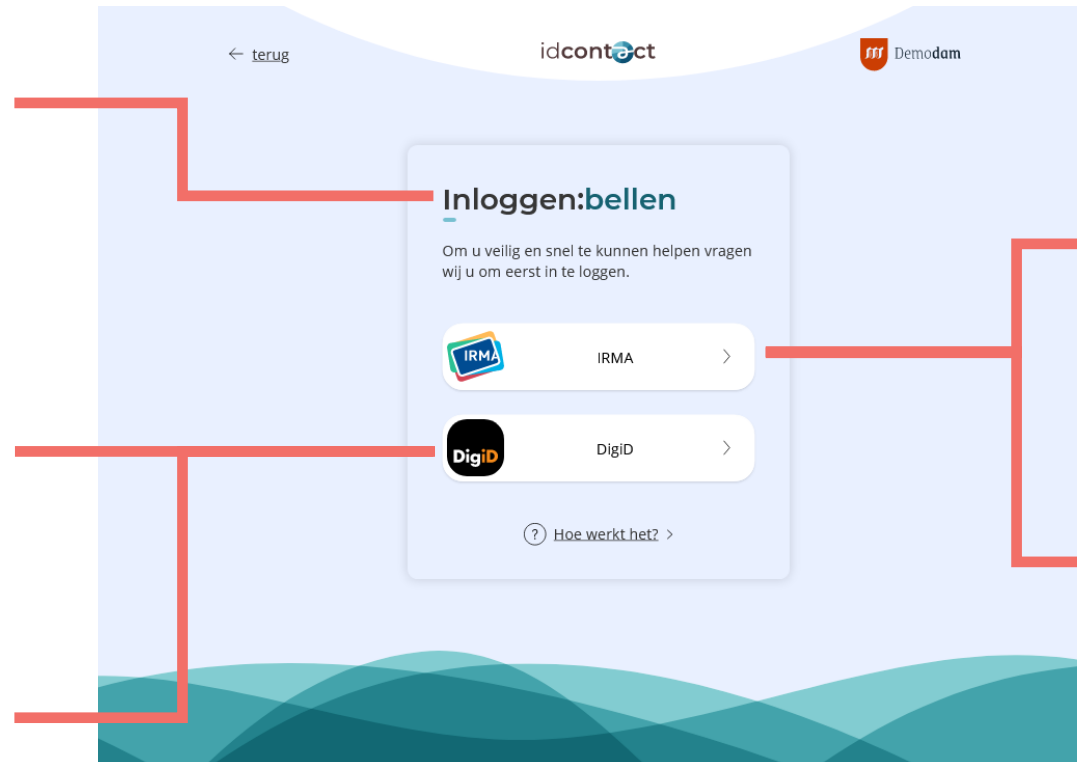 ← terug
idcontact
Demodam
Inloggen:bellen
Om u veilig en snel te kunnen helpen vragen
wij u om eerst in te loggen.
IRMA IRMA
DigiD DigiD
? Hoe werkt het? >